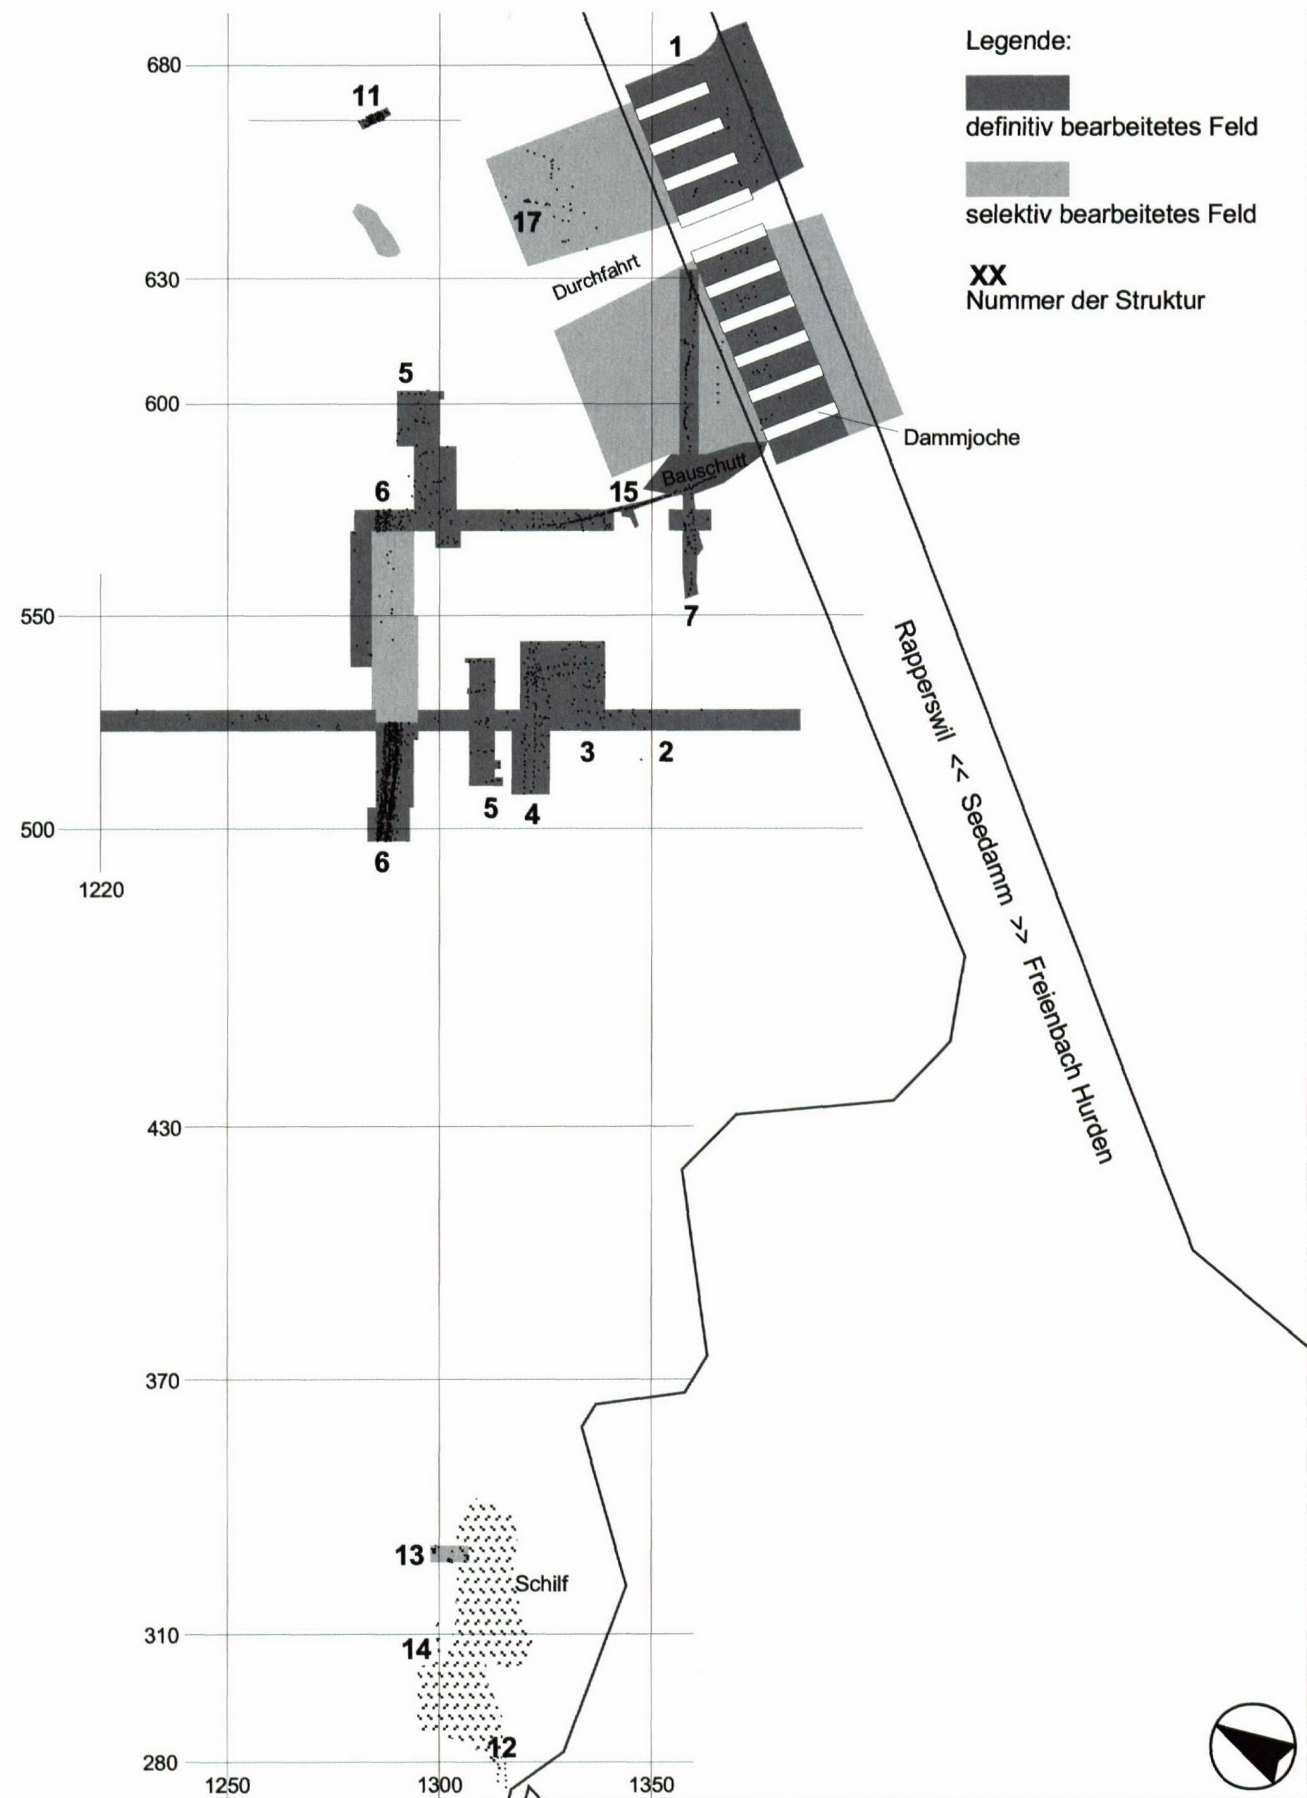 Legende:
definitiv bearbeitetes Feld
selektiv bearbeitetes Feld
XX
Nummer der Struktur
680
1
11
17
630
Durchfahrt
5
600
Dammjoche
Bauschutt
6
15
550
7
3
2
5
4
500
6
1220
Rapperswil << Seedamm >> Freienbach Hurden
430
370
13
Schilf
310
14
12
280
1250
1300
1350